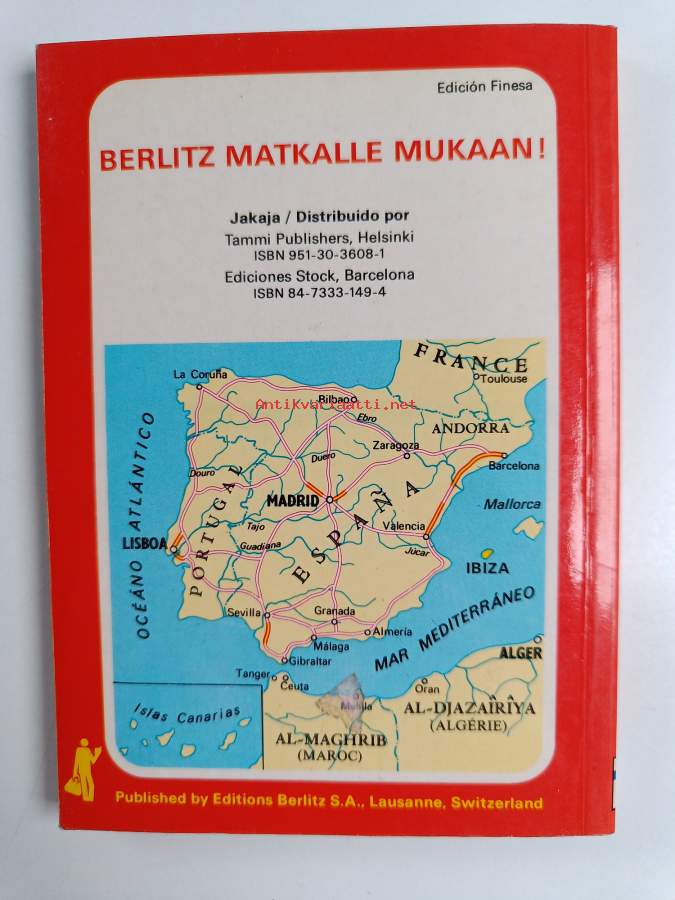 Edición Finesa
BERLITZ MATKALLE MUKAAN!
Jakaja / Distribuido por
Tammi Publishers, Helsinki
ISBN 951-30-3608-1
Ediciones Stock, Barcelona
ISBN 84-7333-149-4
FRANCE
Toulouse
La Coruña
Bilbao
Antikvariaatti.net
Ebro
ANDORRA
Zaragoza
Barcelona
Duero
Douro
MADRID
Mallorca
OCÉANO ATLÁNTICO
PORTUGAL
ESPAÑA
Tajo
Valencia
LISBOA
Guadiana
Júcar
IBIZA
Sevilla
Granada
Almería
Málaga
MAR MEDITERRÁNEO
Gibraltar
ALGER
Tanger
Ceuta
Oran
Melilla
AL-DJAZAÏRÎYA
(ALGÉRIE)
Islas Canarias
AL-MAGHRIB
(MAROC)
Published by Editions Berlitz S.A., Lausanne, Switzerland